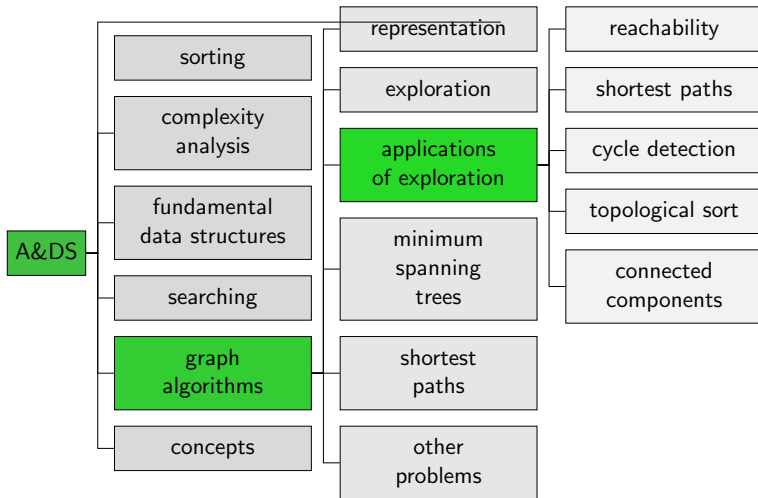 A&DS
sorting
complexity
analysis
fundamental
data structures
searching
graph
algorithms
concepts
representation
exploration
applications
of exploration
minimum
spanning
trees
shortest
paths
other
problems
reachability
shortest paths
cycle detection
topological sort
connected
components